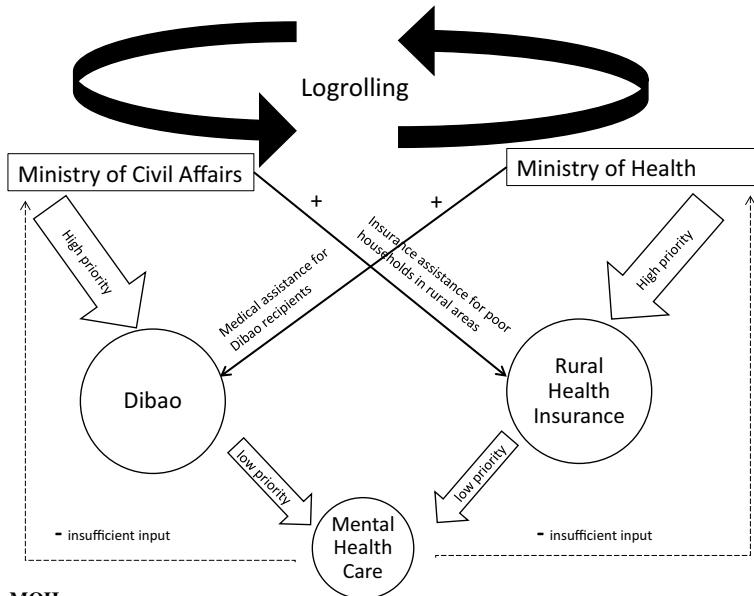 Logrolling
Ministry of Civil Affairs
Ministry of Health
+
+
High priority
Medical assistance for
Dibao recipients
Insurance assistance for poor
households in rural areas
High priority
Dibao
Rural
Health
Insurance
low priority
low priority
- insufficient input
Mental
Health
Care
- insufficient input